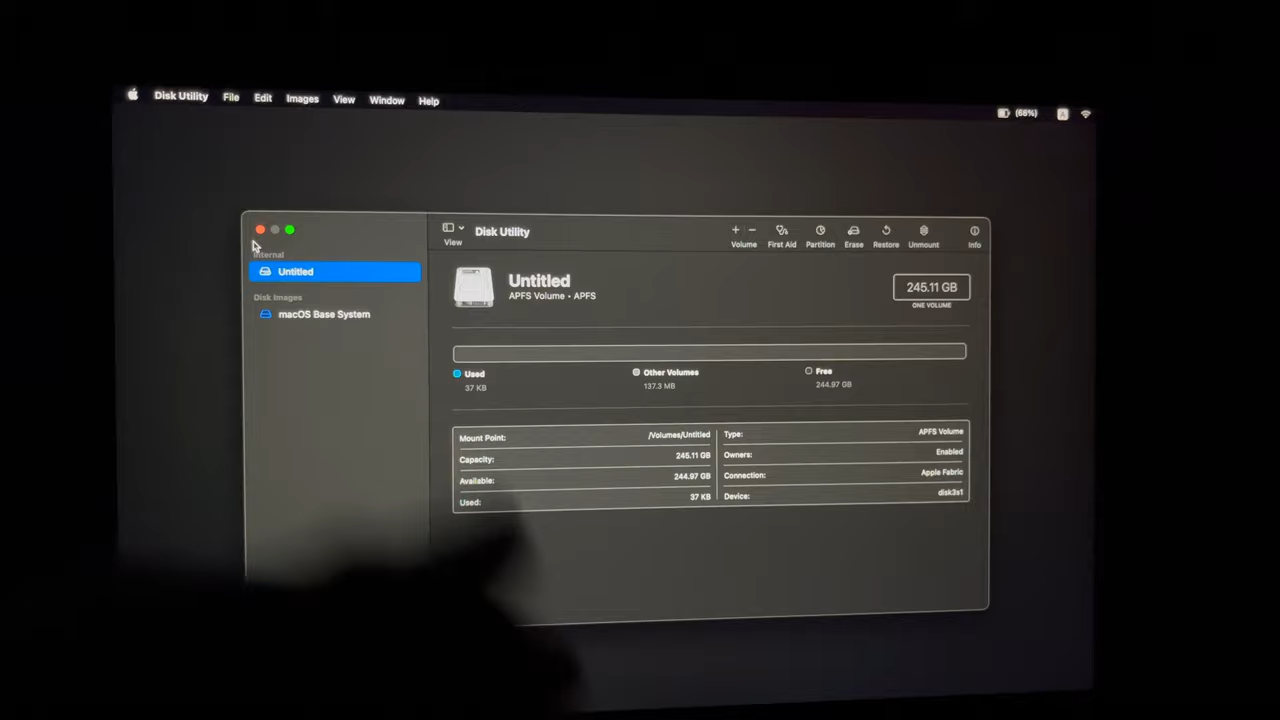 Disk Utility File Edit Images View Window Help
(66%) A
View
Disk Utility
Volume First Aid Partition Erase Restore Unmount Info
Internal
Untitled
Disk Images
macOS Base System
Untitled
APFS Volume • APFS
245.11 GB
ONE VOLUME
Used
37 KB
Other Volumes
137.3 MB
Free
244.97 GB
Mount Point: /Volumes/Untitled
Capacity: 245.11 GB
Available: 244.97 GB
Used: 37 KB
Type: APFS Volume
Owners: Enabled
Connection: Apple Fabric
Device: disk3s1